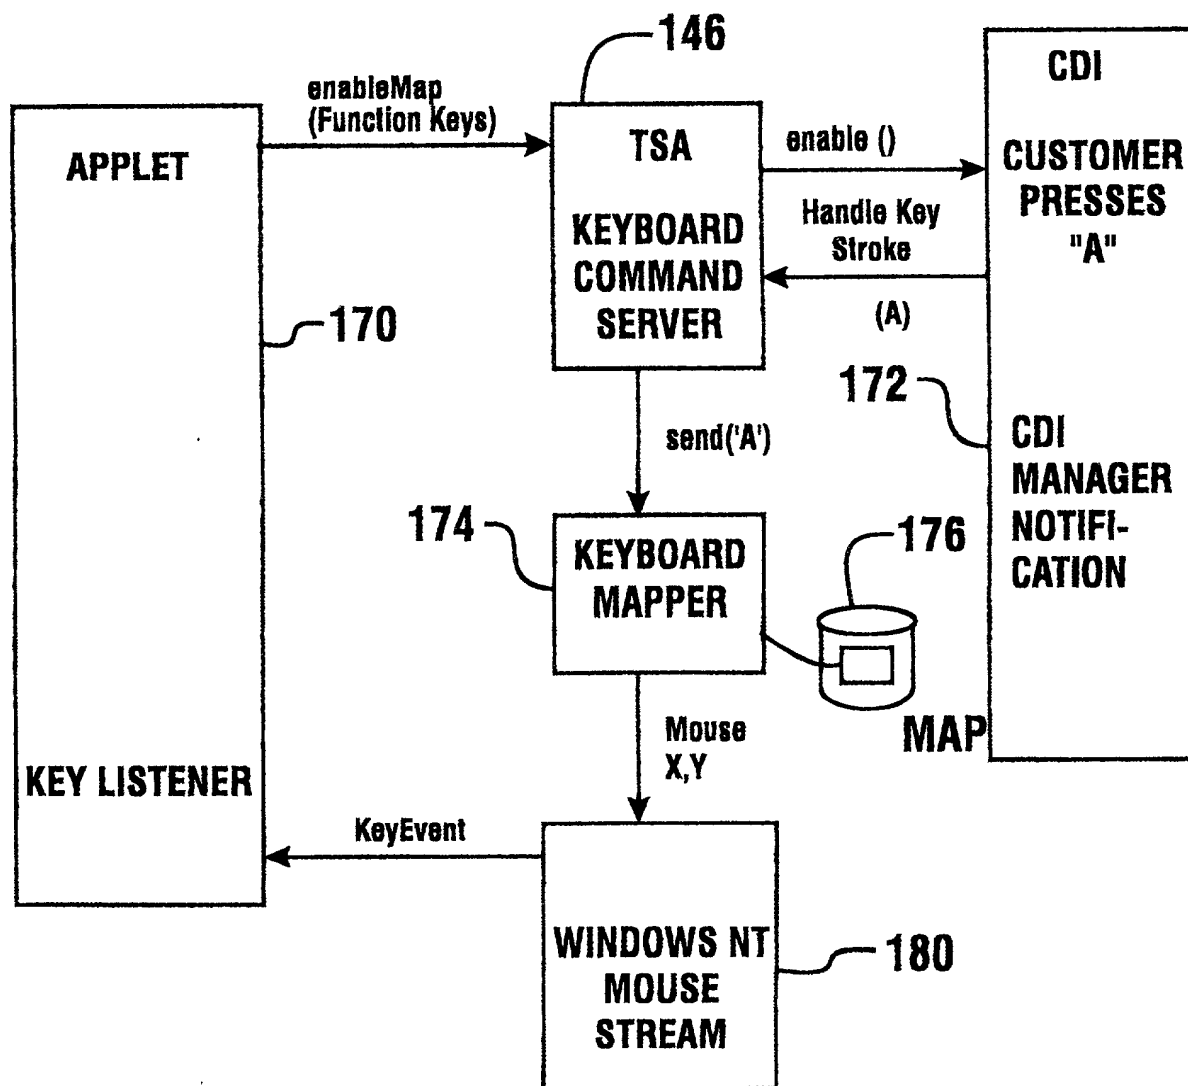 146
CDI
enableMap
(Function Keys)
APPLET
TSA
enable ()
CUSTOMER
PRESSES
"A"
KEYBOARD
COMMAND
SERVER
Handle Key
Stroke
(A)
170
172
send('A')
CDI
MANAGER
NOTIFI-
CATION
174
KEYBOARD
MAPPER
176
MAP
Mouse
X,Y
KEY LISTENER
KeyEvent
WINDOWS NT
MOUSE
STREAM
180